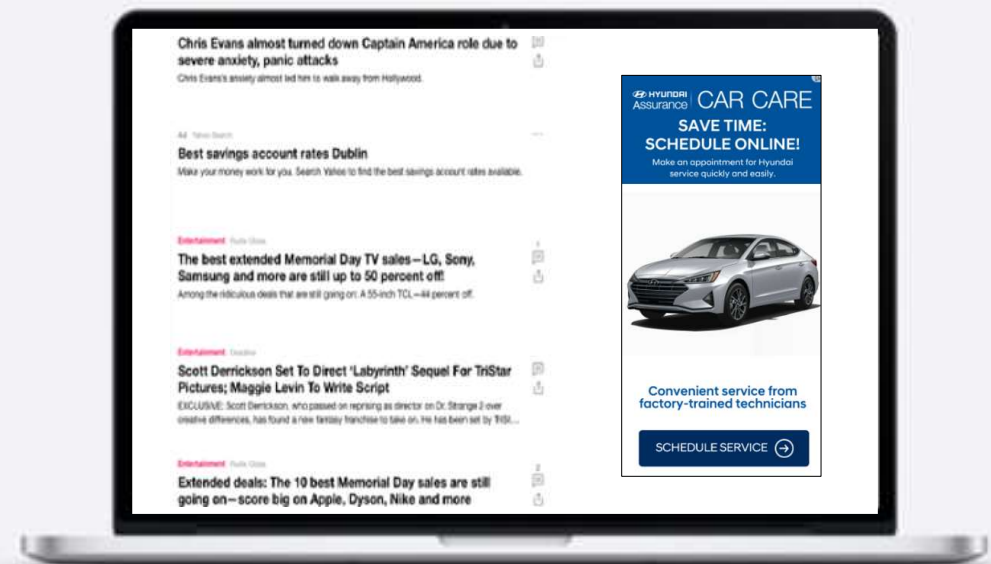 Chris Evans almost turned down Captain America role due to
severe anxiety, panic attacks
Chris Evans's anxiety almost led him to walk away from Hollywood.
Ad
Best savings account rates Dublin
Make your money work for you. Search Yahoo to find the best savings account rates available.
Entertainment
The best extended Memorial Day TV sales—LG, Sony,
Samsung and more are still up to 50 percent off!
Among the ridiculous deals that are still going on: A 55-inch TCL—44 percent off.
Entertainment Deadline
Scott Derrickson Set To Direct 'Labyrinth' Sequel For TriStar
Pictures; Maggie Levin To Write Script
EXCLUSIVE: Scott Derrickson, who passed on reprising as director on Dr. Strange 2 over
creative differences, has found a new fantasy franchise to take on. He has been set by TriSt...
Entertainment
2
Extended deals: The 10 best Memorial Day sales are still
going on—score big on Apple, Dyson, Nike and more
HYUNDAI
Assurance CAR CARE
SAVE TIME:
SCHEDULE ONLINE!
Make an appointment for Hyundai
service quickly and easily.
Convenient service from
factory-trained technicians
SCHEDULE SERVICE